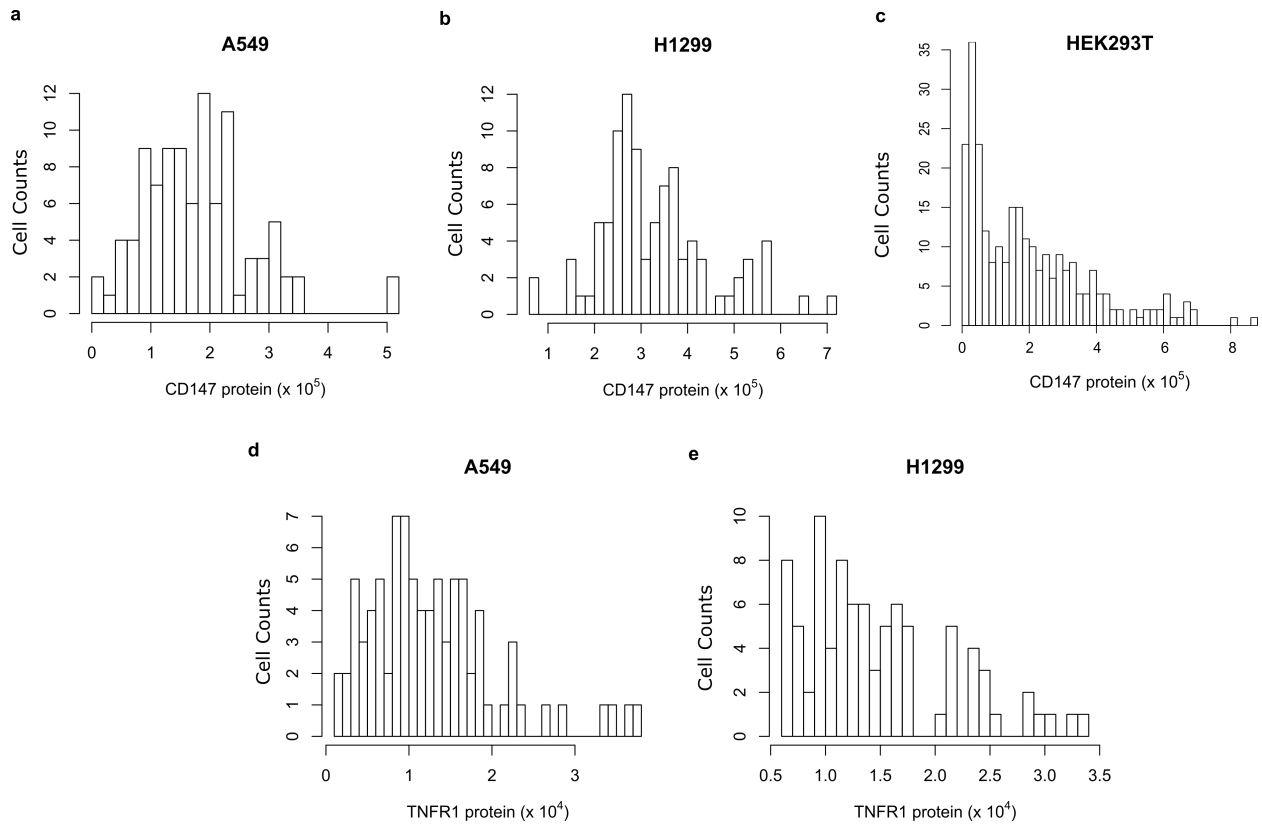 a
A549
12
10
8
6
4
2
0
Cell Counts
0 1 2 3 4 5
CD147 protein (x 10⁵)
b
H1299
12
10
8
6
4
2
0
Cell Counts
1 2 3 4 5 6 7
CD147 protein (x 10⁵)
c
HEK293T
35
30
25
20
15
10
5
0
Cell Counts
0 2 4 6 8
CD147 protein (x 10⁵)
d
A549
7
6
5
4
3
2
1
0
Cell Counts
0 1 2 3
TNFR1 protein (x 10⁴)
e
H1299
10
8
6
4
2
0
Cell Counts
0.5 1.0 1.5 2.0 2.5 3.0 3.5
TNFR1 protein (x 10⁴)